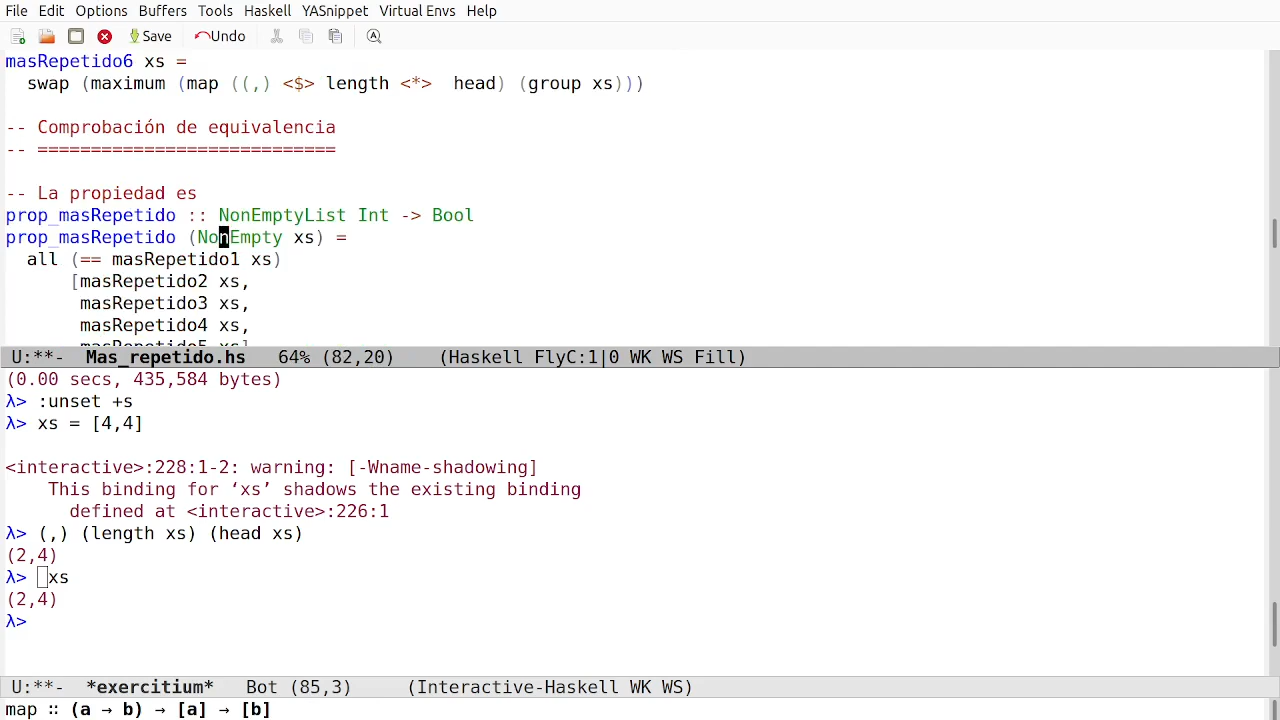 File Edit Options Buffers Tools Haskell YASnippet Virtual Envs Help
Save Undo
masRepetido6 xs =
  swap (maximum (map ((,) <$> length <*>  head) (group xs)))
-- Comprobación de equivalencia
-- ============================
-- La propiedad es
prop_masRepetido :: NonEmptyList Int -> Bool
prop_masRepetido (NonEmpty xs) =
  all (== masRepetido1 xs)
      [masRepetido2 xs,
       masRepetido3 xs,
       masRepetido4 xs,
       masRepetido5 xs]
U:**-  Mas_repetido.hs   64% (82,20)    (Haskell FlyC:1|0 WK WS Fill)
(0.00 secs, 435,584 bytes)
λ> :unset +s
λ> xs = [4,4]
<interactive>:228:1-2: warning: [-Wname-shadowing]
    This binding for ‘xs’ shadows the existing binding
      defined at <interactive>:226:1
λ> (,) (length xs) (head xs)
(2,4)
λ> xs
(2,4)
λ>
U:**-  *exercitium*   Bot (85,3)     (Interactive-Haskell WK WS)
map ∷ (a → b) → [a] → [b]